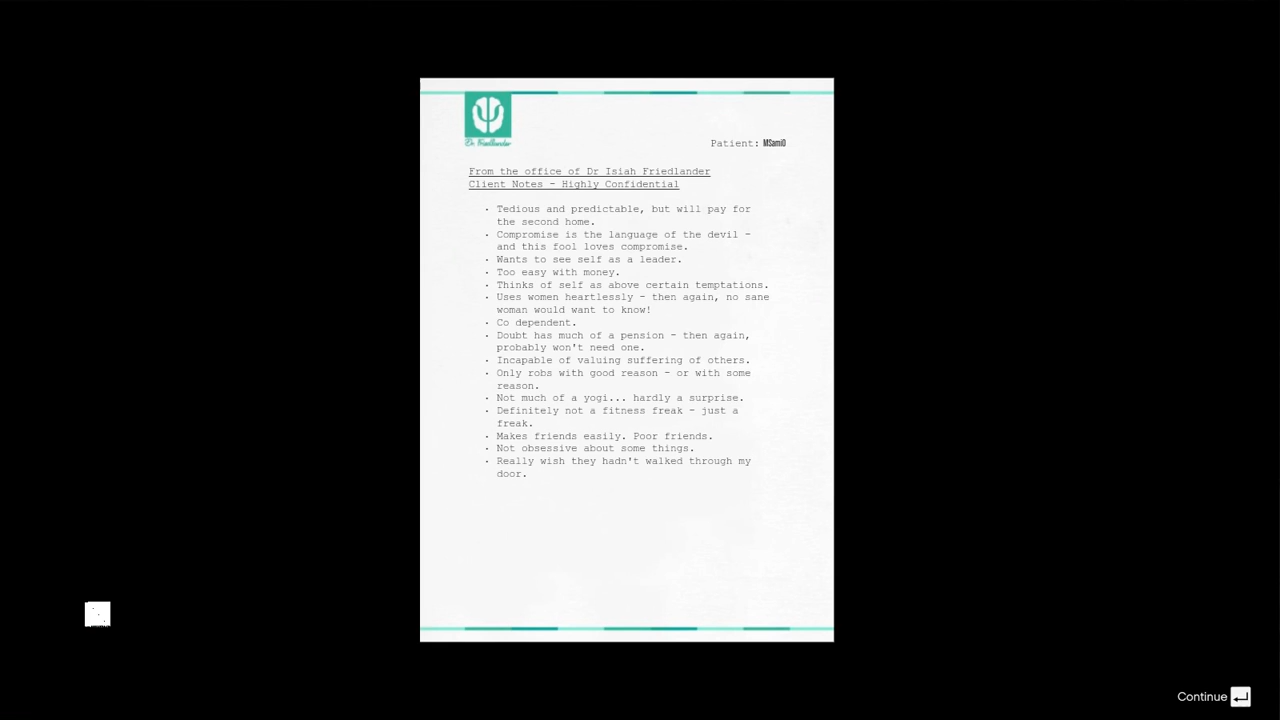 Dr Friedlander
Patient: MSamiO
From the office of Dr Isiah Friedlander
Client Notes - Highly Confidential
· Tedious and predictable, but will pay for
the second home.
· Compromise is the language of the devil -
and this fool loves compromise.
· Wants to see self as a leader.
· Too easy with money.
· Thinks of self as above certain temptations.
· Uses women heartlessly - then again, no sane
woman would want to know!
· Co dependent.
· Doubt has much of a pension - then again,
probably won't need one.
· Incapable of valuing suffering of others.
· Only robs with good reason - or with some
reason.
· Not much of a yogi... hardly a surprise.
· Definitely not a fitness freak - just a
freak.
· Makes friends easily. Poor friends.
· Not obsessive about some things.
· Really wish they hadn't walked through my
door.
Continue